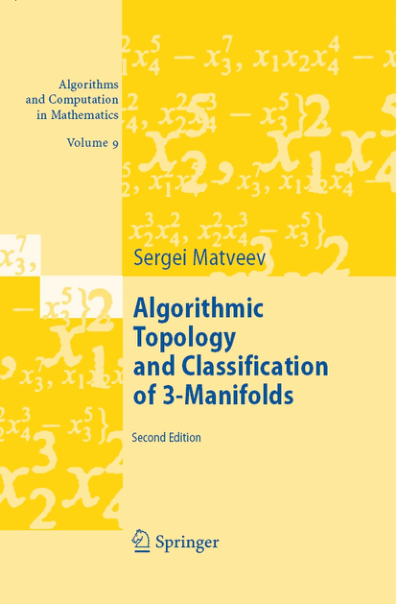 Algorithms
and Computation
in Mathematics
Volume 9
Sergei Matveev
Algorithmic
Topology
and Classification
of 3-Manifolds
Second Edition
Springer